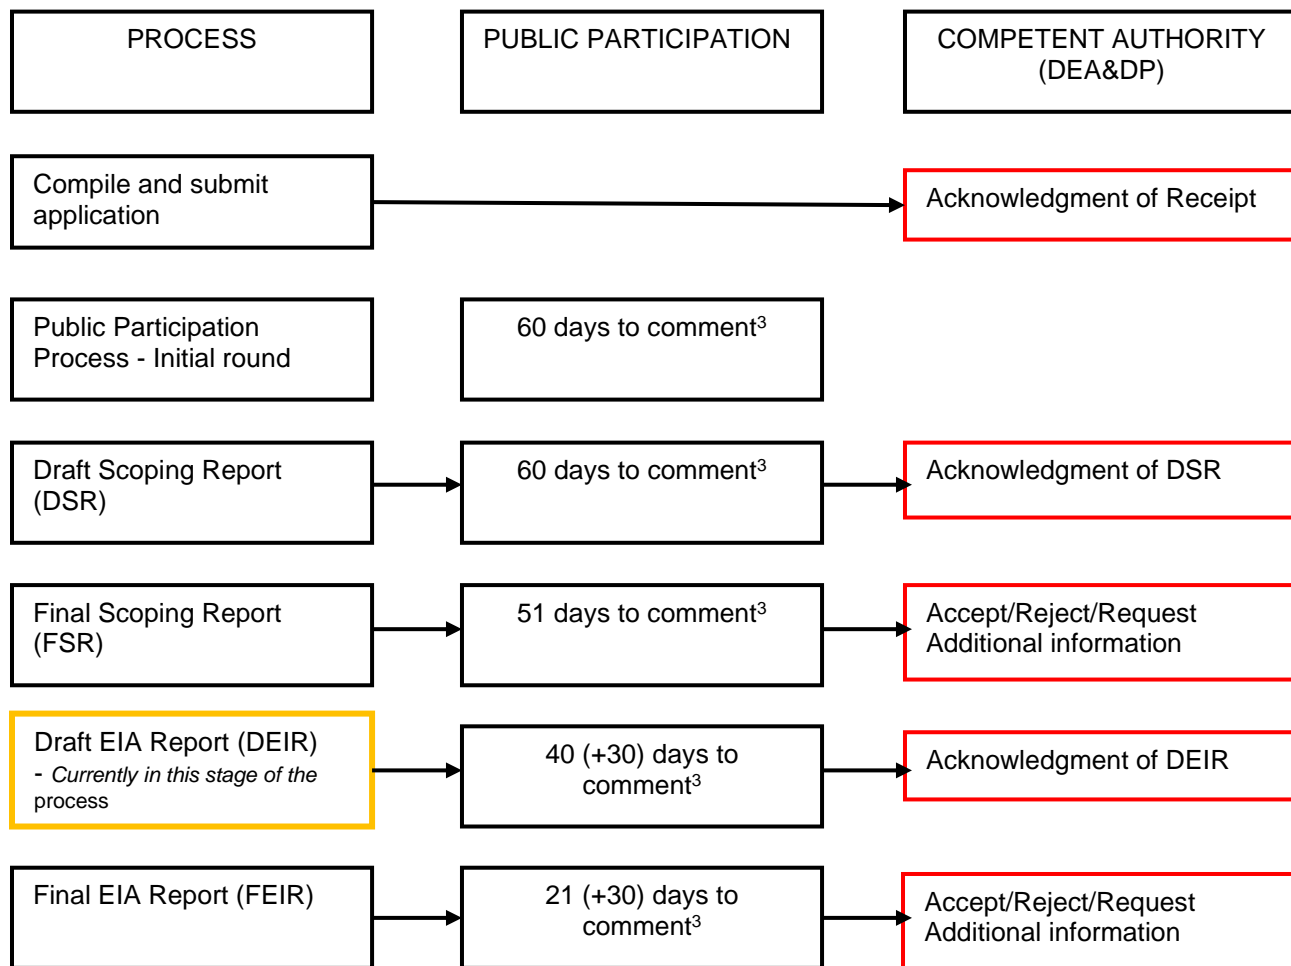 PROCESS
PUBLIC PARTICIPATION
COMPETENT AUTHORITY
(DEA&DP)
Compile and submit
application
Acknowledgment of Receipt
Public Participation
Process - Initial round
60 days to comment³
Draft Scoping Report
(DSR)
60 days to comment³
Acknowledgment of DSR
Final Scoping Report
(FSR)
51 days to comment³
Accept/Reject/Request
Additional information
Draft EIA Report (DEIR)
- Currently in this stage of the
process
40 (+30) days to
comment³
Acknowledgment of DEIR
Final EIA Report (FEIR)
21 (+30) days to
comment³
Accept/Reject/Request
Additional information